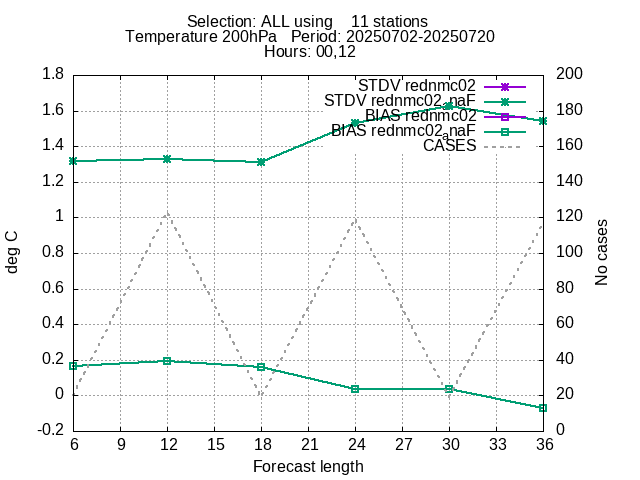 Selection: ALL using    11 stations
Temperature 200hPa   Period: 20250702-20250720
Hours: 00,12
STDV rednmc02
STDV rednmc02_naF
BIAS rednmc02
BIAS rednmc02_naF
CASES
1.8
1.6
1.4
1.2
1
0.8
0.6
0.4
0.2
0
-0.2
deg C
200
180
160
140
120
100
80
60
40
20
0
No cases
6 9 12 15 18 21 24 27 30 33 36
Forecast length